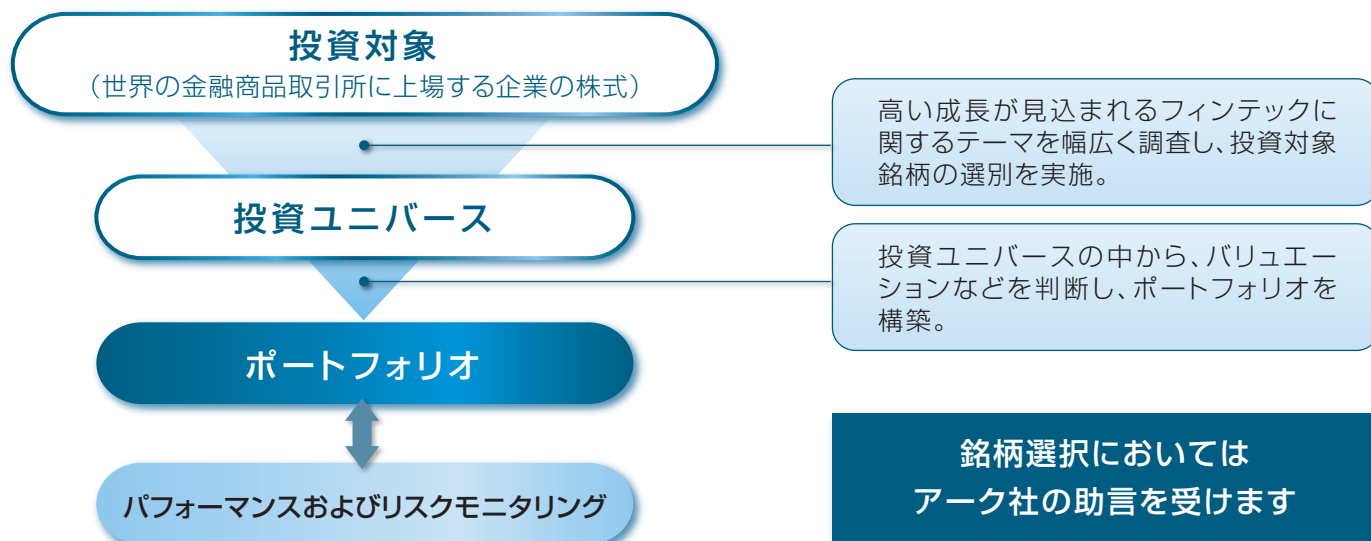 投資対象
（世界の金融商品取引所に上場する企業の株式）
高い成長が見込まれるフィンテックに
関するテーマを幅広く調査し、投資対象
銘柄の選別を実施。
投資ユニバース
投資ユニバースの中から、バリュエー
ションなどを判断し、ポートフォリオを
構築。
ポートフォリオ
パフォーマンスおよびリスクモニタリング
銘柄選択においては
アーク社の助言を受けます